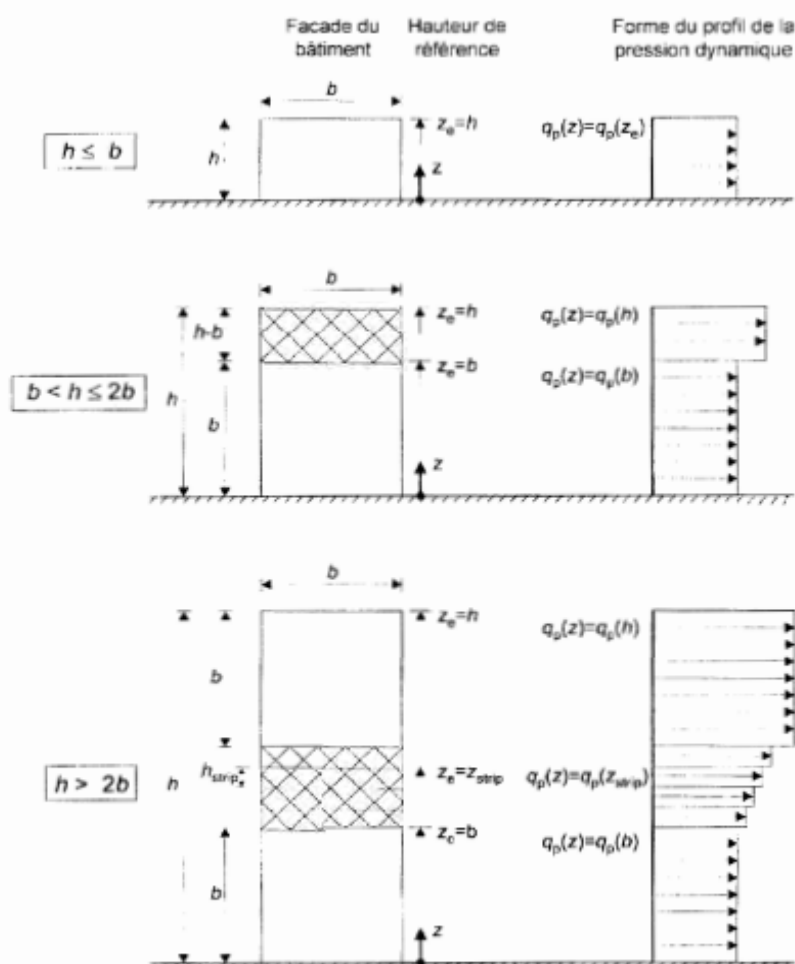 Facade du bâtiment
Hauteur de référence
Forme du profil de la pression dynamique
b
h ≤ b
h
z_e=h
z
q_p(z)=q_p(z_e)
b
b < h ≤ 2b
h
h-b
b
z_e=h
z_e=b
z
q_p(z)=q_p(h)
q_p(z)=q_p(b)
b
h > 2b
h
b
h_strip
b
z_e=h
z_e=z_strip
z_e=b
z
q_p(z)=q_p(h)
q_p(z)=q_p(z_strip)
q_p(z)=q_p(b)